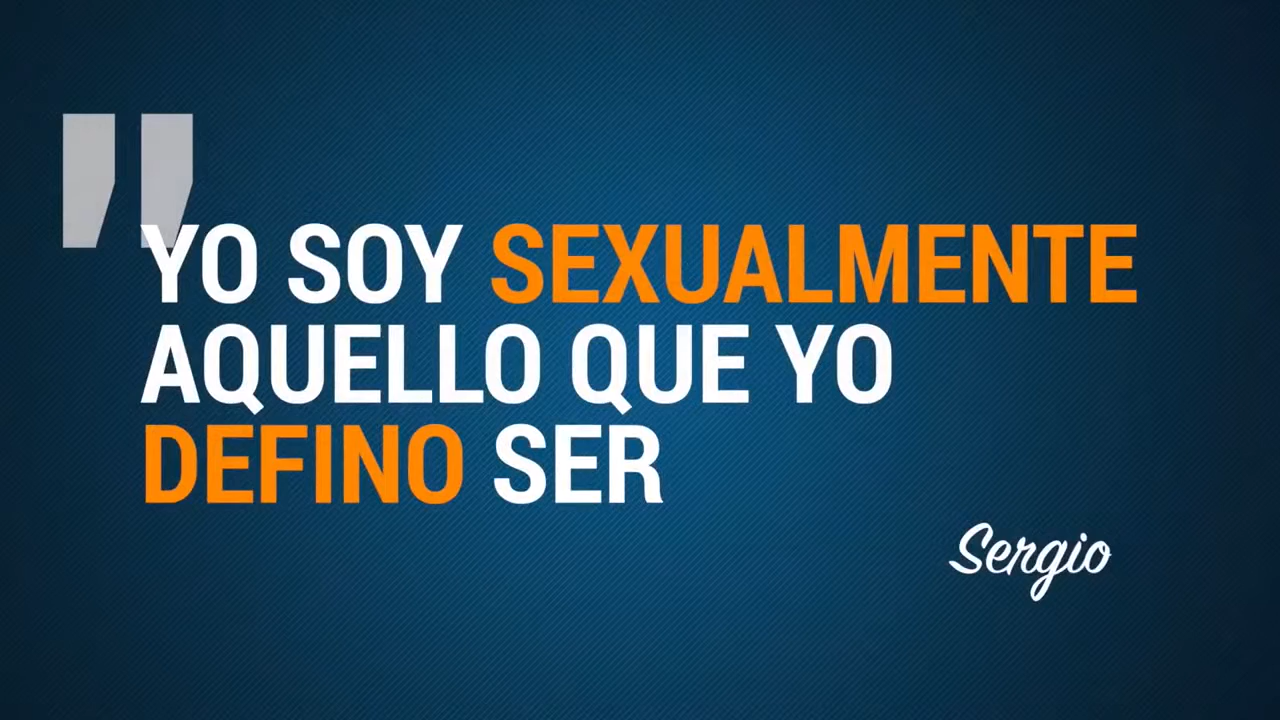 "
YO SOY SEXUALMENTE
AQUELLO QUE YO
DEFINO SER
Sergio